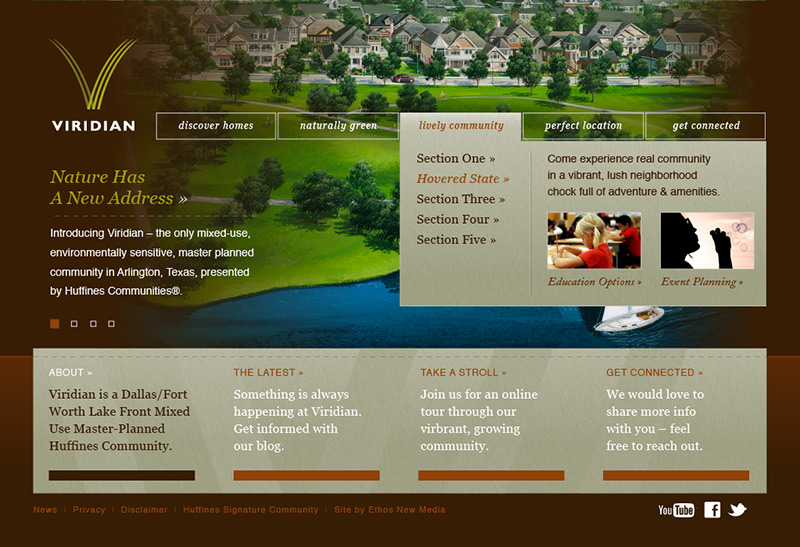 VIRIDIAN
discover homes
naturally green
lively community
perfect location
get connected
Section One »
Hovered State »
Section Three »
Section Four »
Section Five »
Come experience real community
in a vibrant, lush neighborhood
chock full of adventure & amenities.
Education Options »
Event Planning »
Nature Has
A New Address »
Introducing Viridian – the only mixed-use,
environmentally sensitive, master planned
community in Arlington, Texas, presented
by Huffines Communities®.
ABOUT »
Viridian is a Dallas/Fort
Worth Lake Front Mixed
Use Master-Planned
Huffines Community.
THE LATEST »
Something is always
happening at Viridian.
Get informed with
our blog.
TAKE A STROLL »
Join us for an online
tour through our
virbrant, growing
community.
GET CONNECTED »
We would love to
share more info
with you – feel
free to reach out.
News | Privacy | Disclaimer | Huffines Signature Community | Site by Ethos New Media
YouTube